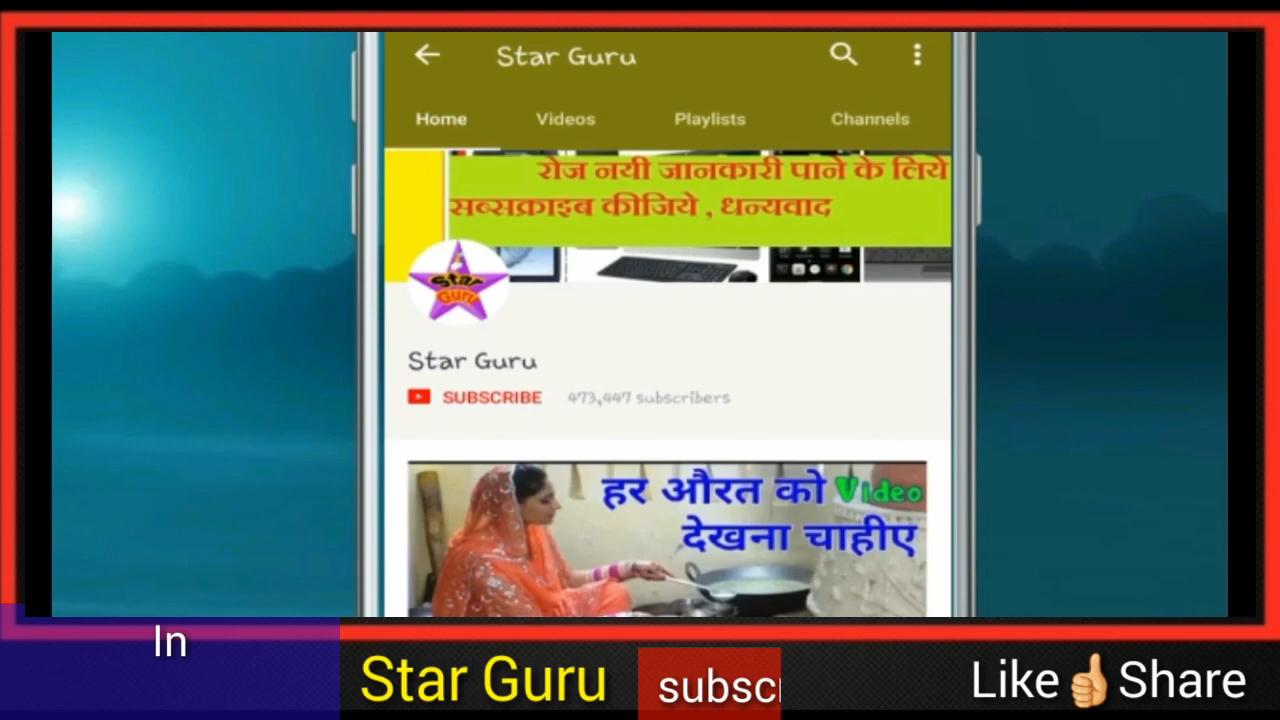 Star Guru
Home Videos Playlists Channels
रोज नयी जानकारी पाने के लिये
सब्सक्राइब कीजिये , धन्यवाद
Star
Guru
Star Guru
SUBSCRIBE 473,447 subscribers
हर औरत को Video
देखना चाहीए
In
Star Guru
Like Share